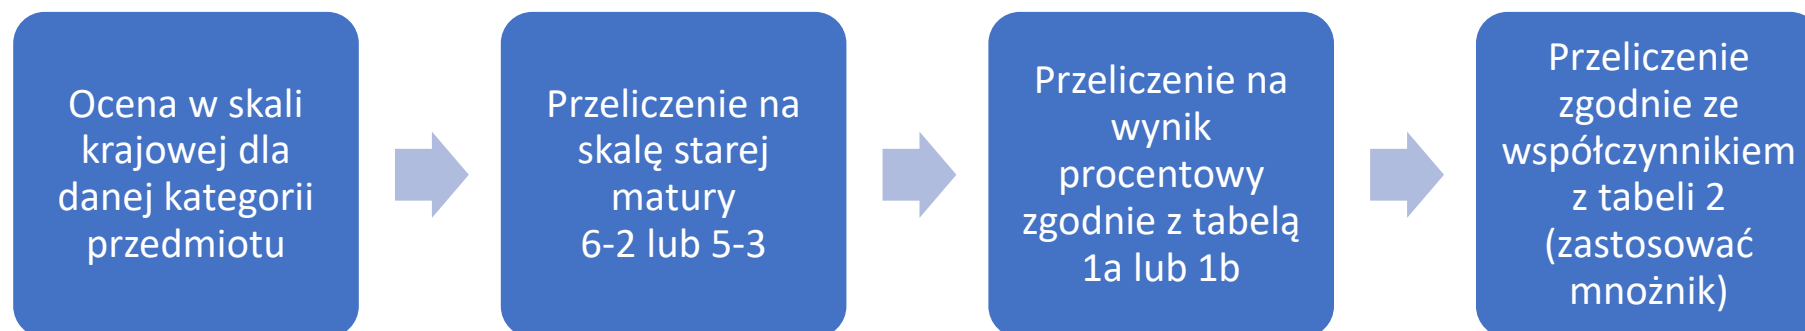 Ocena w skali
krajowej dla
danej kategorii
przedmiotu
Przeliczenie na
skalę starej
matury
6-2 lub 5-3
Przeliczenie na
wynik
procentowy
zgodnie z tabelą
1a lub 1b
Przeliczenie
zgodnie ze
współczynnikiem
z tabeli 2
(zastosować
mnożnik)